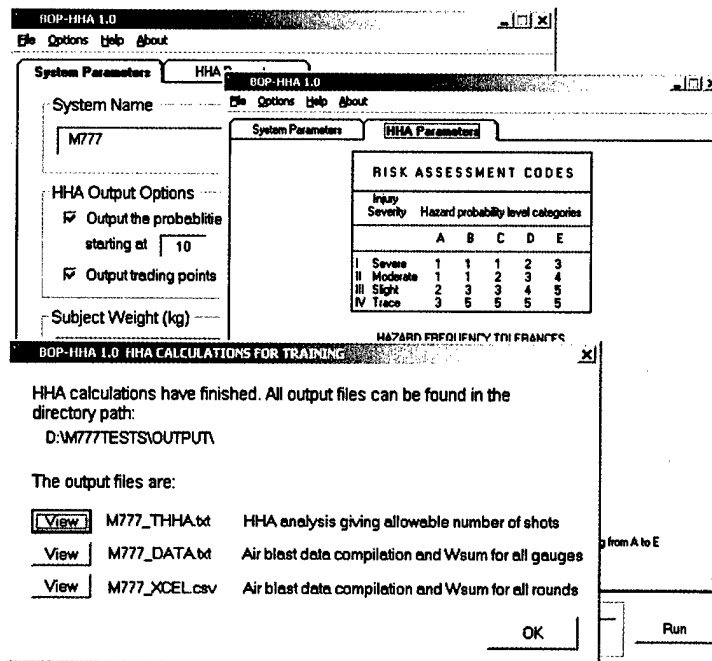 BOP-HHA 1.0
File Options Help About
System Parameters HHA
System Name
M777
HHA Output Options
Output the probablitie
starting at 10
Output trading points
Subject Weight (kg)
BOP-HHA 1.0
File Options Help About
System Parameters HHA Parameters
RISK ASSESSMENT CODES
Injury
Severity Hazard probability level categories
A B C D E
I Severe 1 1 1 2 3
II Moderate 1 1 2 3 4
III Slight 2 3 3 4 5
IV Trace 3 5 5 5 5
HAZARD FREQUENCY TOLERANCES
g from A to E
Run
BOP-HHA 1.0 HHA CALCULATIONS FOR TRAINING
HHA calculations have finished. All output files can be found in the
directory path:
D:\M777TESTS\OUTPUT\
The output files are:
View M777_THHA.txt HHA analysis giving allowable number of shots
View M777_DATA.txt Air blast data compilation and Wsum for all gauges
View M777_XCEL.csv Air blast data compilation and Wsum for all rounds
OK